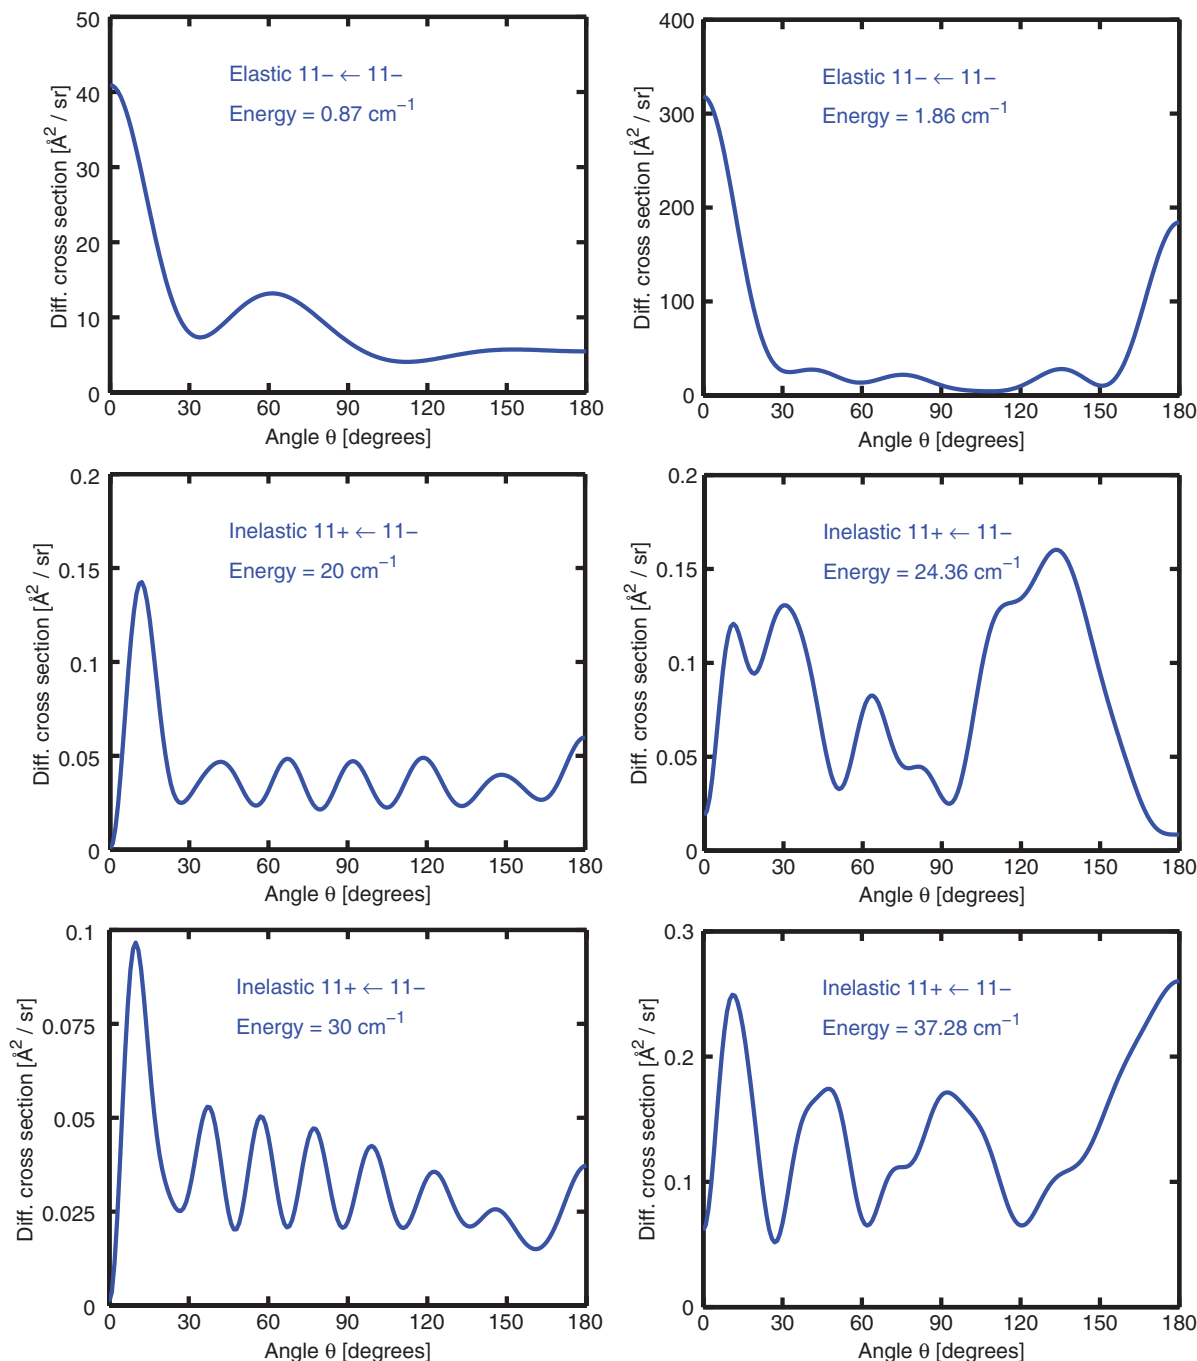 50
40
30
20
10
0
Diff. cross section [Å² / sr]
Elastic 11– ← 11–
Energy = 0.87 cm⁻¹
0 30 60 90 120 150 180
Angle θ [degrees]
400
300
200
100
0
Diff. cross section [Å² / sr]
Elastic 11– ← 11–
Energy = 1.86 cm⁻¹
0 30 60 90 120 150 180
Angle θ [degrees]
0.2
0.15
0.1
0.05
0
Diff. cross section [Å² / sr]
Inelastic 11+ ← 11–
Energy = 20 cm⁻¹
0 30 60 90 120 150 180
Angle θ [degrees]
0.2
0.15
0.1
0.05
0
Diff. cross section [Å² / sr]
Inelastic 11+ ← 11–
Energy = 24.36 cm⁻¹
0 30 60 90 120 150 180
Angle θ [degrees]
0.1
0.075
0.05
0.025
0
Diff. cross section [Å² / sr]
Inelastic 11+ ← 11–
Energy = 30 cm⁻¹
0 30 60 90 120 150 180
Angle θ [degrees]
0.3
0.2
0.1
0
Diff. cross section [Å² / sr]
Inelastic 11+ ← 11–
Energy = 37.28 cm⁻¹
0 30 60 90 120 150 180
Angle θ [degrees]